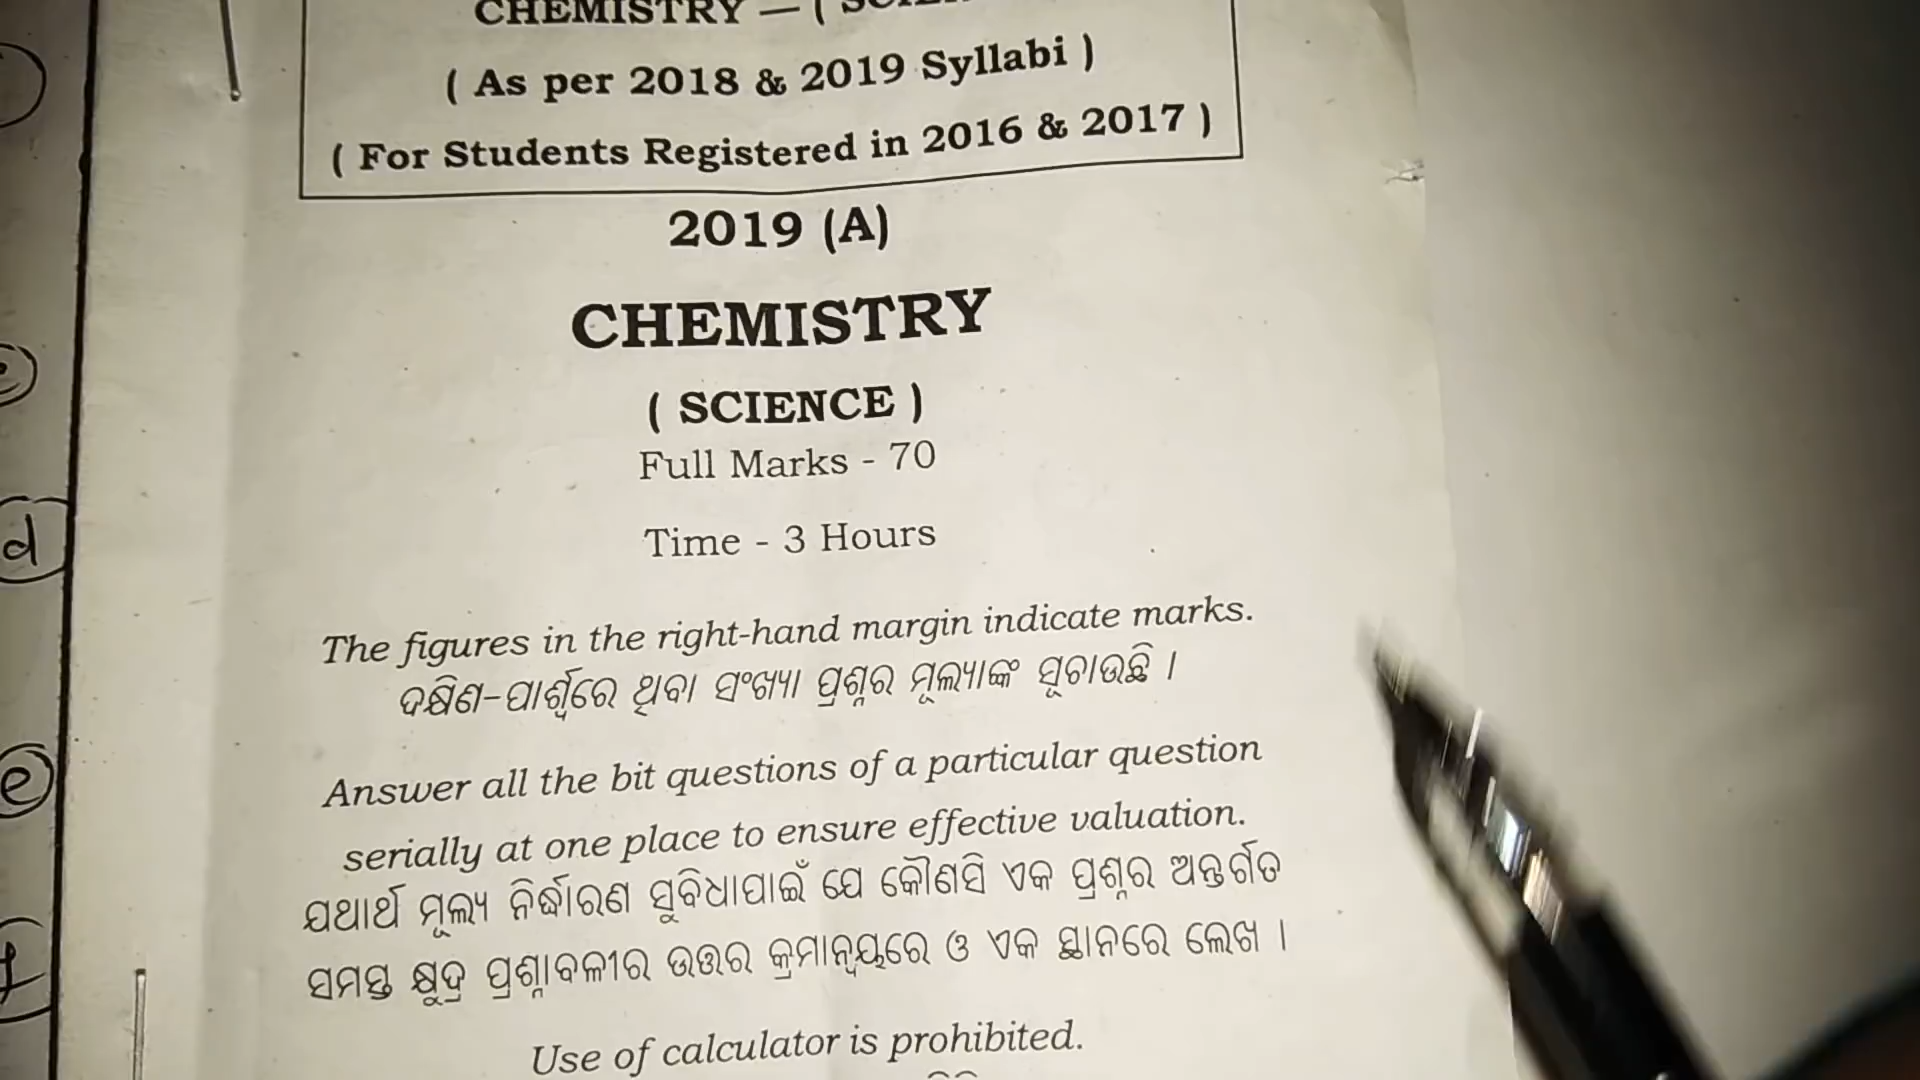 CHEMISTRY — (
( As per 2018 & 2019 Syllabi )
( For Students Registered in 2016 & 2017 )
2019 (A)
CHEMISTRY
( SCIENCE )
Full Marks - 70
Time - 3 Hours
The figures in the right-hand margin indicate marks.
ଦକ୍ଷିଣ-ପାର୍ଶ୍ୱରେ ଥିବା ସଂଖ୍ୟା ପ୍ରଶ୍ନର ମୂଲ୍ୟାଙ୍କ ସୂଚାଉଛି ।
Answer all the bit questions of a particular question
serially at one place to ensure effective valuation.
ଯଥାର୍ଥ ମୂଲ୍ୟ ନିର୍ଦ୍ଧାରଣ ସୁବିଧାପାଇଁ ଯେ କୌଣସି ଏକ ପ୍ରଶ୍ନର ଅନ୍ତର୍ଗତ
ସମସ୍ତ କ୍ଷୁଦ୍ର ପ୍ରଶ୍ନାବଳୀର ଉତ୍ତର କ୍ରମାନ୍ୱୟରେ ଓ ଏକ ସ୍ଥାନରେ ଲେଖ ।
Use of calculator is prohibited.
d
e
f